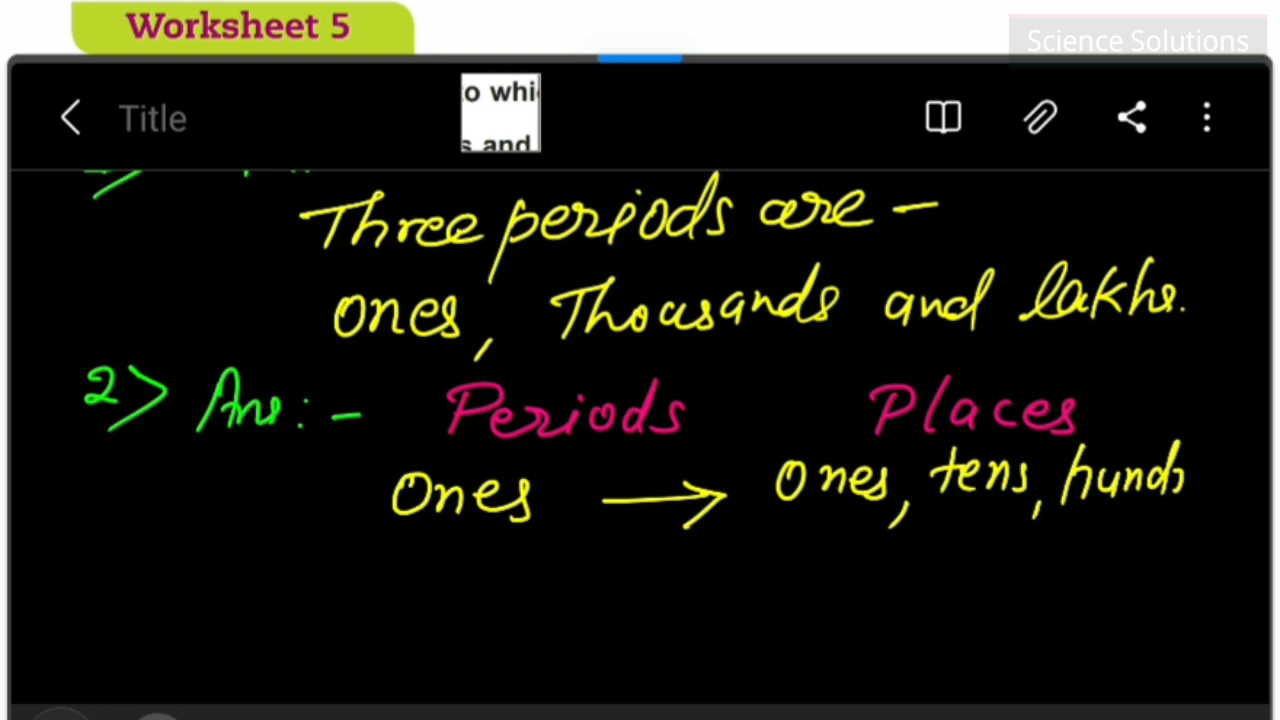 Worksheet 5
Science Solutions
Title
o whi
s and
Three periods are -
ones, Thousands and lakhs.
2> Ans:- Periods Places
Ones → Ones, tens, hunds